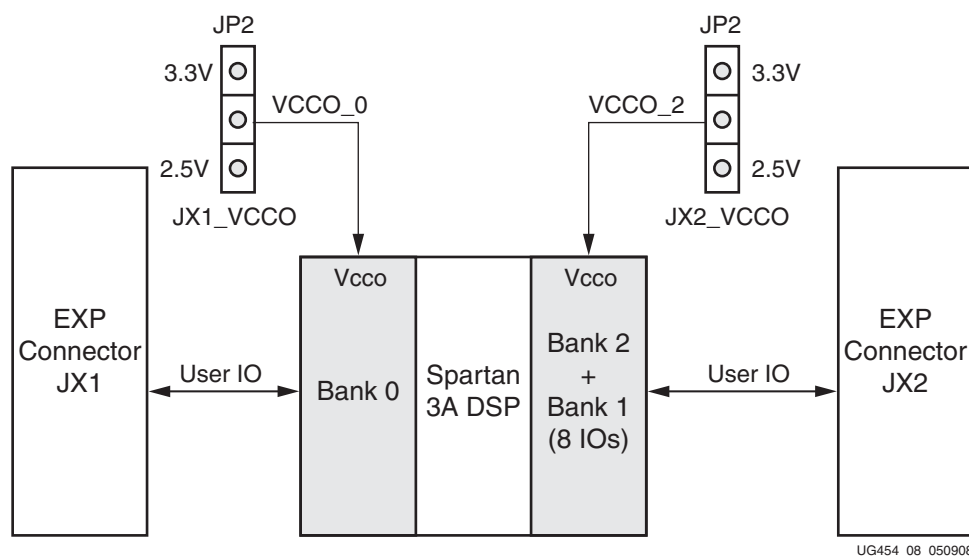 JP2
3.3V
VCCO_0
2.5V
JX1_VCCO
JP2
3.3V
VCCO_2
2.5V
JX2_VCCO
EXP
Connector
JX1
User IO
Vcco
Bank 0
Spartan
3A DSP
Vcco
Bank 2
+
Bank 1
(8 IOs)
User IO
EXP
Connector
JX2
UG454_08_050908